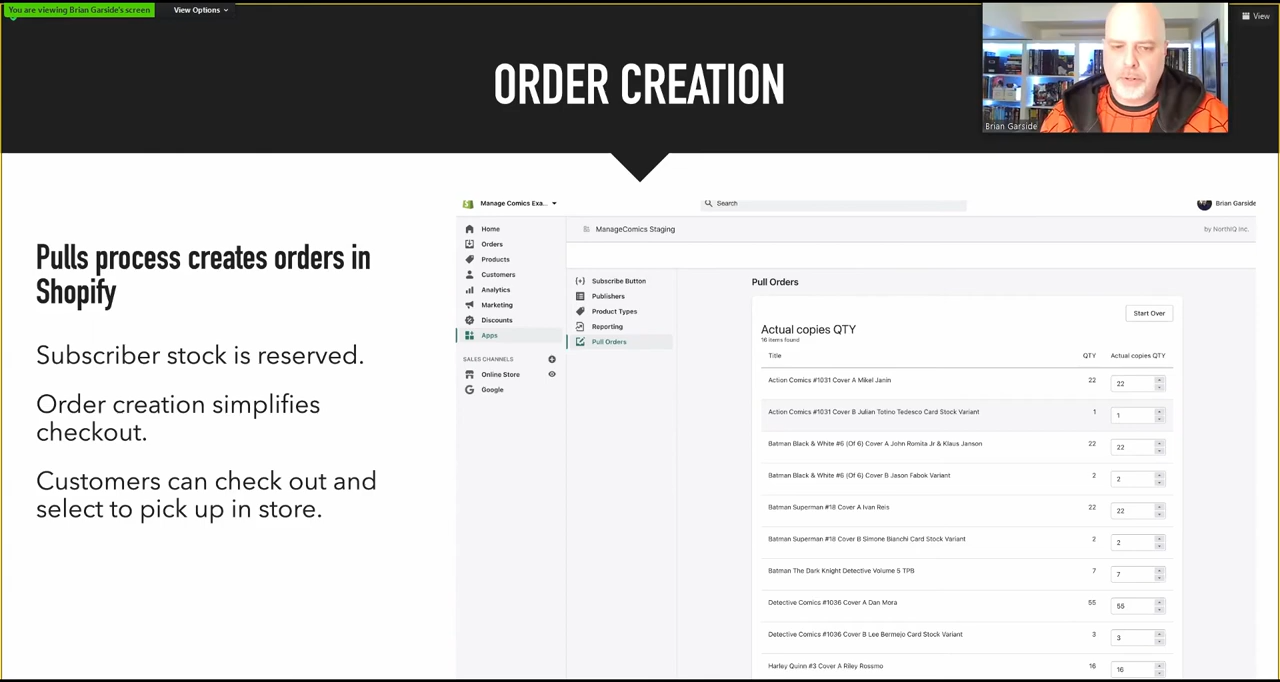 You are viewing Brian Garside's screen
View Options
View
ORDER CREATION
Brian Garside
Pulls process creates orders in
Shopify
Subscriber stock is reserved.
Order creation simplifies
checkout.
Customers can check out and
select to pick up in store.
Manage Comics Exa...
Search
Brian Garside
Home
Orders
Products
Customers
Analytics
Marketing
Discounts
Apps
SALES CHANNELS
Online Store
Google
ManageComics Staging
by NorthIQ Inc.
Subscribe Button
Publishers
Product Types
Reporting
Pull Orders
Pull Orders
Start Over
Actual copies QTY
16 items found
Title QTY Actual copies QTY
Action Comics #1031 Cover A Mikel Janin 22 22
Action Comics #1031 Cover B Julian Totino Tedesco Card Stock Variant 1 1
Batman Black & White #6 (Of 6) Cover A John Romita Jr & Klaus Janson 22 22
Batman Black & White #6 (Of 6) Cover B Jason Fabok Variant 2 2
Batman Superman #18 Cover A Ivan Reis 22 22
Batman Superman #18 Cover B Simone Bianchi Card Stock Variant 2 2
Batman The Dark Knight Detective Volume 5 TPB 7 7
Detective Comics #1036 Cover A Dan Mora 55 55
Detective Comics #1036 Cover B Lee Bermejo Card Stock Variant 3 3
Harley Quinn #3 Cover A Riley Rossmo 16 16